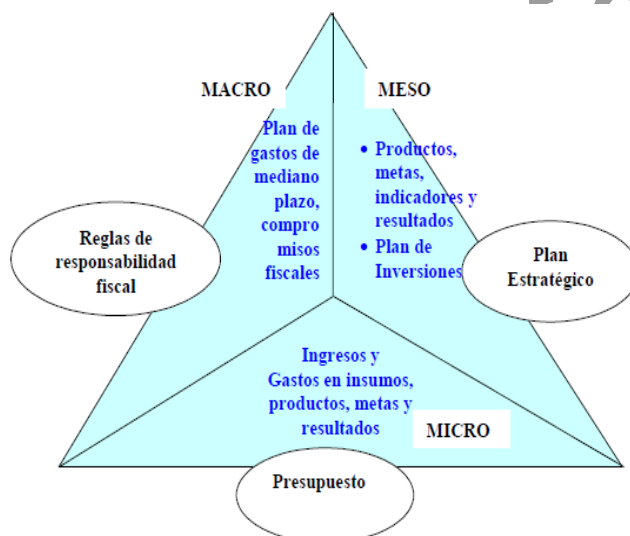 MACRO
MESO
Plan de
gastos de
mediano
plazo,
compro
misos
fiscales
• Productos,
metas,
indicadores y
resultados
• Plan de
Inversiones
Reglas de
responsabilidad
fiscal
Plan
Estratégico
Ingresos y
Gastos en insumos,
productos, metas y
resultados
MICRO
Presupuesto